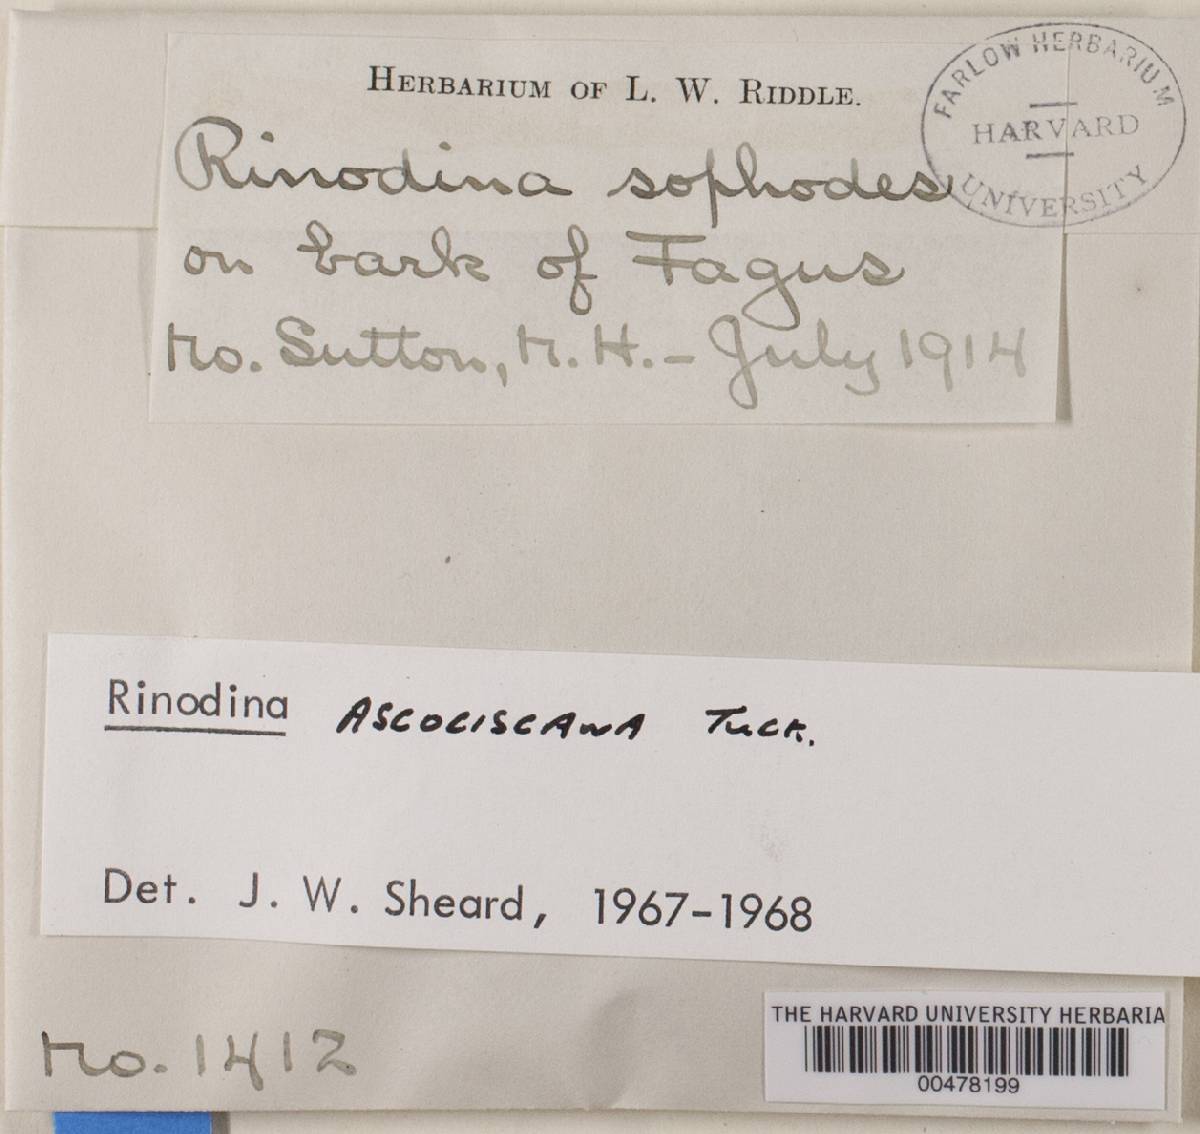 HERBARIUM OF L. W. RIDDLE.
FARLOW HERBARIUM
HARVARD
UNIVERSITY
Rinodina sophodes
on bark of Fagus
No. Sutton, N. H. - July 1914
Rinodina ASCOCISCANA TUCK.
Det. J. W. Sheard, 1967-1968
No. 1412
THE HARVARD UNIVERSITY HERBARIA
00478199